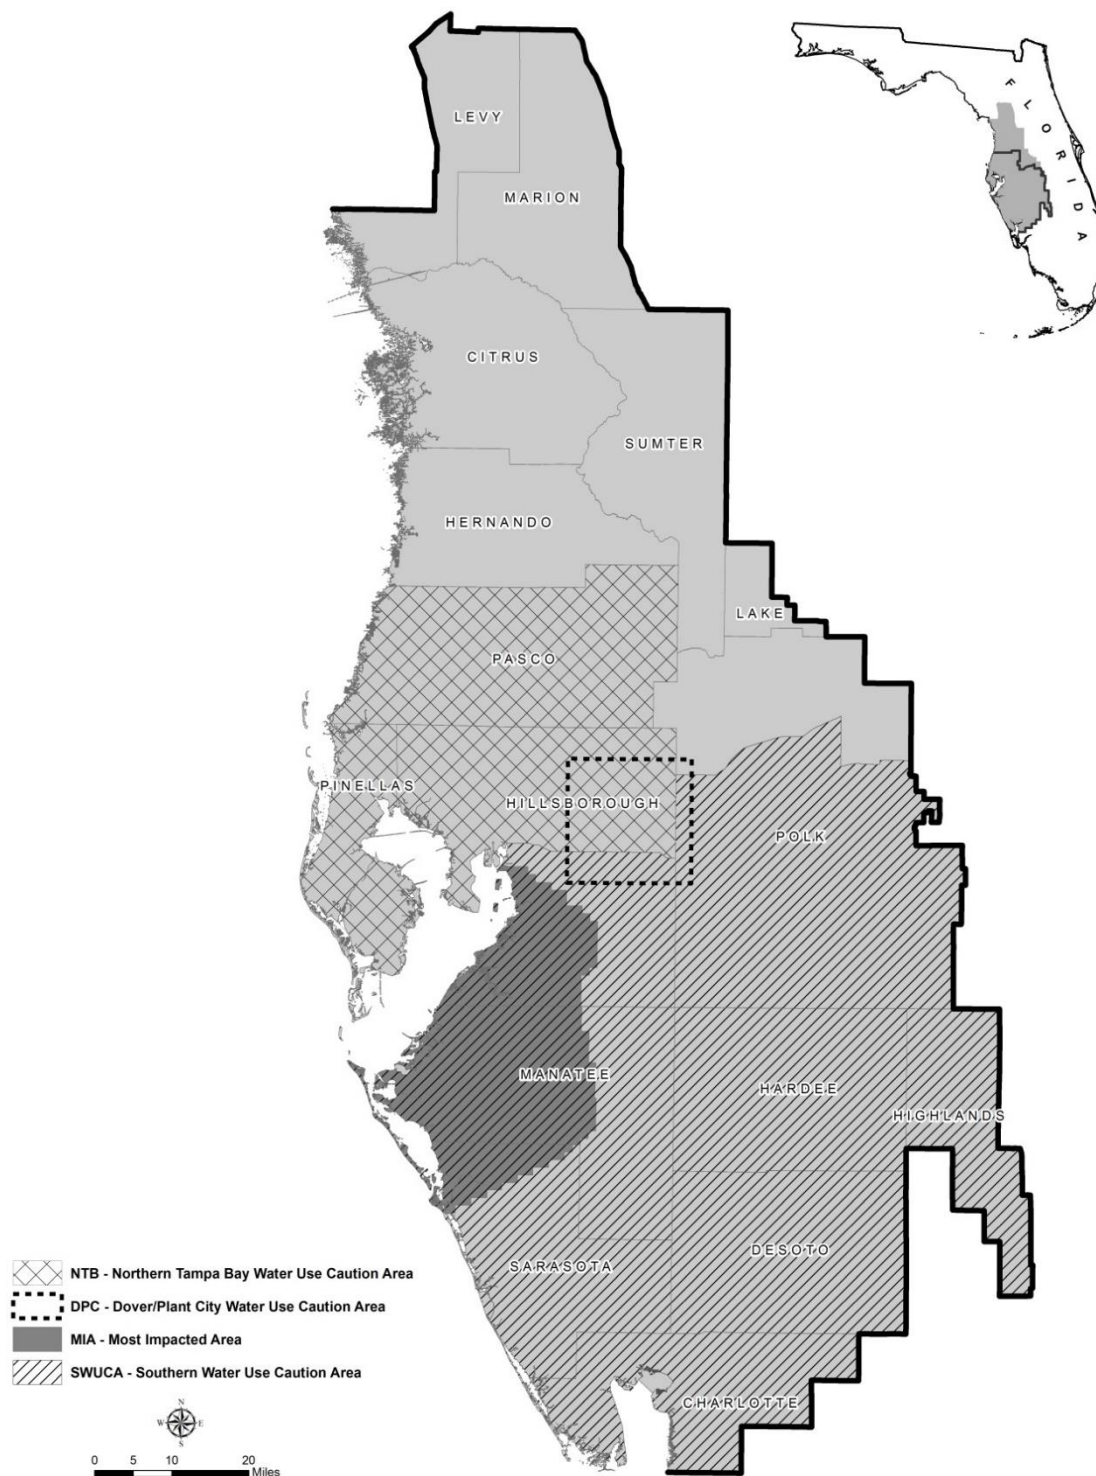 FLORIDA
LEVY
MARION
CITRUS
SUMTER
HERNANDO
LAKE
PASCO
PINELLAS
HILLSBOROUGH
POLK
MANATEE
HARDEE
HIGHLANDS
DESOTO
SARASOTA
CHARLOTTE
NTB - Northern Tampa Bay Water Use Caution Area
DPC - Dover/Plant City Water Use Caution Area
MIA - Most Impacted Area
SWUCA - Southern Water Use Caution Area
N
W E
S
0 5 10 20
Miles